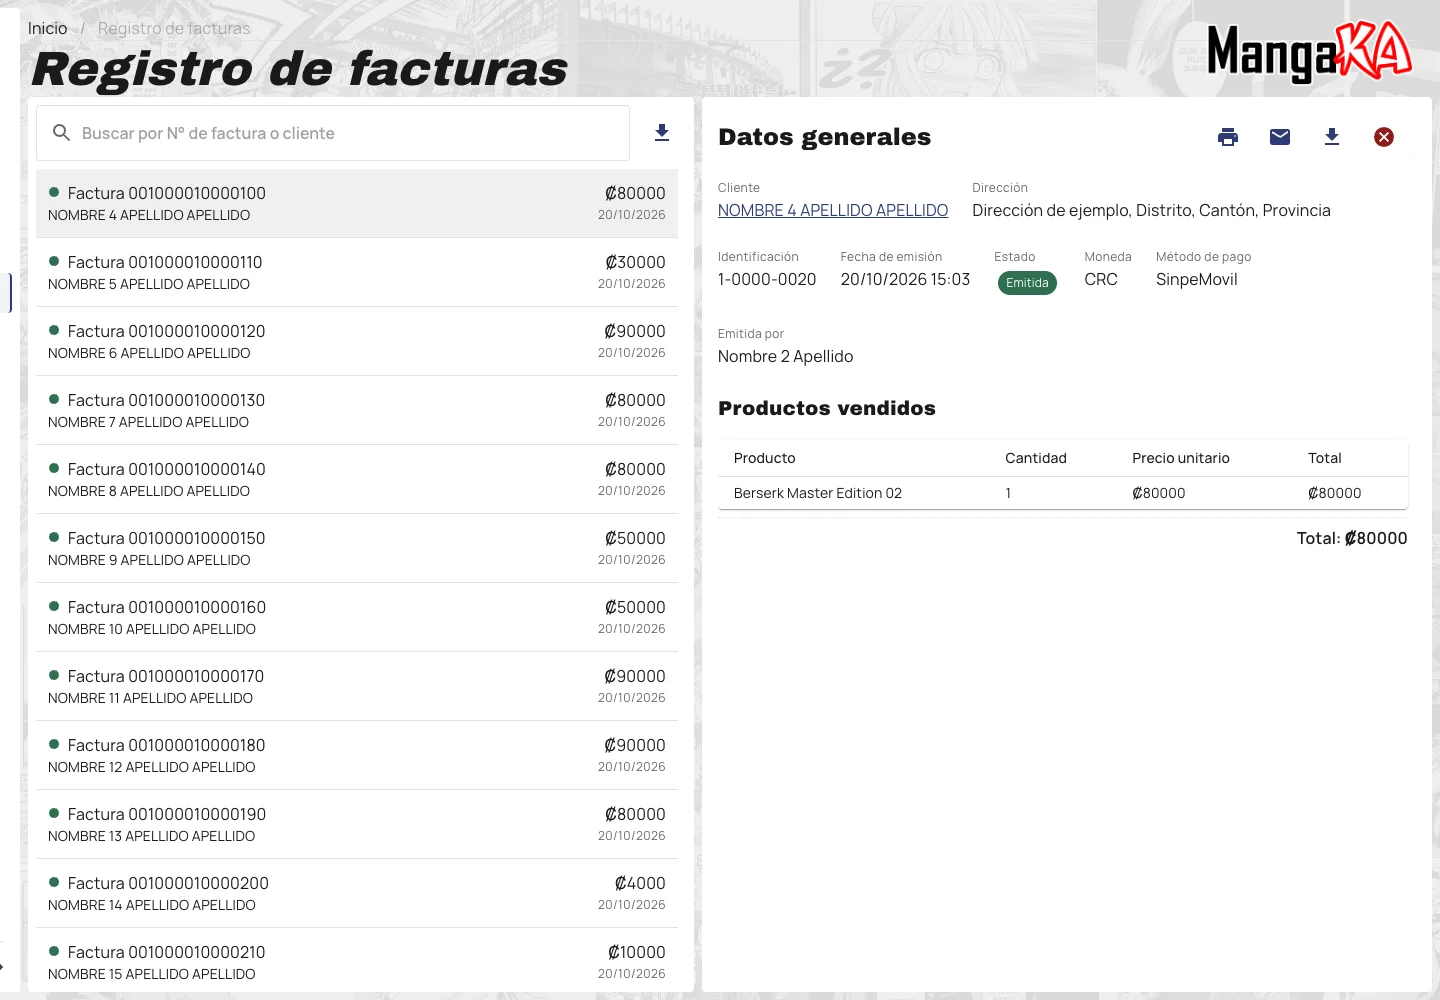 Inicio / Registro de facturas
Registro de facturas
MangaKA
Buscar por N° de factura o cliente
Factura 001000010000100 ₡80000
NOMBRE 4 APELLIDO APELLIDO 20/10/2026
Factura 001000010000110 ₡30000
NOMBRE 5 APELLIDO APELLIDO 20/10/2026
Factura 001000010000120 ₡90000
NOMBRE 6 APELLIDO APELLIDO 20/10/2026
Factura 001000010000130 ₡80000
NOMBRE 7 APELLIDO APELLIDO 20/10/2026
Factura 001000010000140 ₡80000
NOMBRE 8 APELLIDO APELLIDO 20/10/2026
Factura 001000010000150 ₡50000
NOMBRE 9 APELLIDO APELLIDO 20/10/2026
Factura 001000010000160 ₡50000
NOMBRE 10 APELLIDO APELLIDO 20/10/2026
Factura 001000010000170 ₡90000
NOMBRE 11 APELLIDO APELLIDO 20/10/2026
Factura 001000010000180 ₡90000
NOMBRE 12 APELLIDO APELLIDO 20/10/2026
Factura 001000010000190 ₡80000
NOMBRE 13 APELLIDO APELLIDO 20/10/2026
Factura 001000010000200 ₡4000
NOMBRE 14 APELLIDO APELLIDO 20/10/2026
Factura 001000010000210 ₡10000
NOMBRE 15 APELLIDO APELLIDO 20/10/2026
Datos generales
Cliente Dirección
NOMBRE 4 APELLIDO APELLIDO Dirección de ejemplo, Distrito, Cantón, Provincia
Identificación Fecha de emisión Estado Moneda Método de pago
1-0000-0020 20/10/2026 15:03 Emitida CRC SinpeMovil
Emitida por
Nombre 2 Apellido
Productos vendidos
Producto Cantidad Precio unitario Total
Berserk Master Edition 02 1 ₡80000 ₡80000
Total: ₡80000